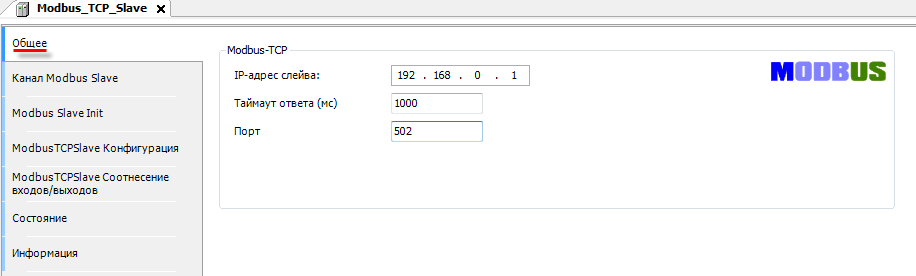 Modbus_TCP_Slave
Общее
Канал Modbus Slave
Modbus Slave Init
ModbusTCPSlave Конфигурация
ModbusTCPSlave Соотнесение
входов/выходов
Состояние
Информация
Modbus-TCP
IP-адрес слейва: 192 . 168 . 0 . 1
Таймаут ответа (мс) 1000
Порт 502
MODBUS